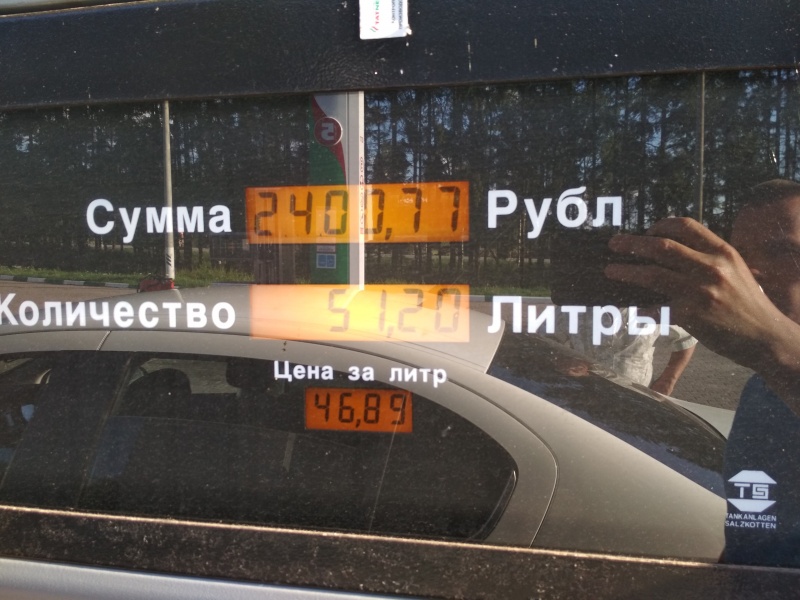 Сумма 2400,77 Рубл
Количество 51,20 Литры
Цена за литр
46,89
TS
TANKANLAGEN
SALZKOTTEN